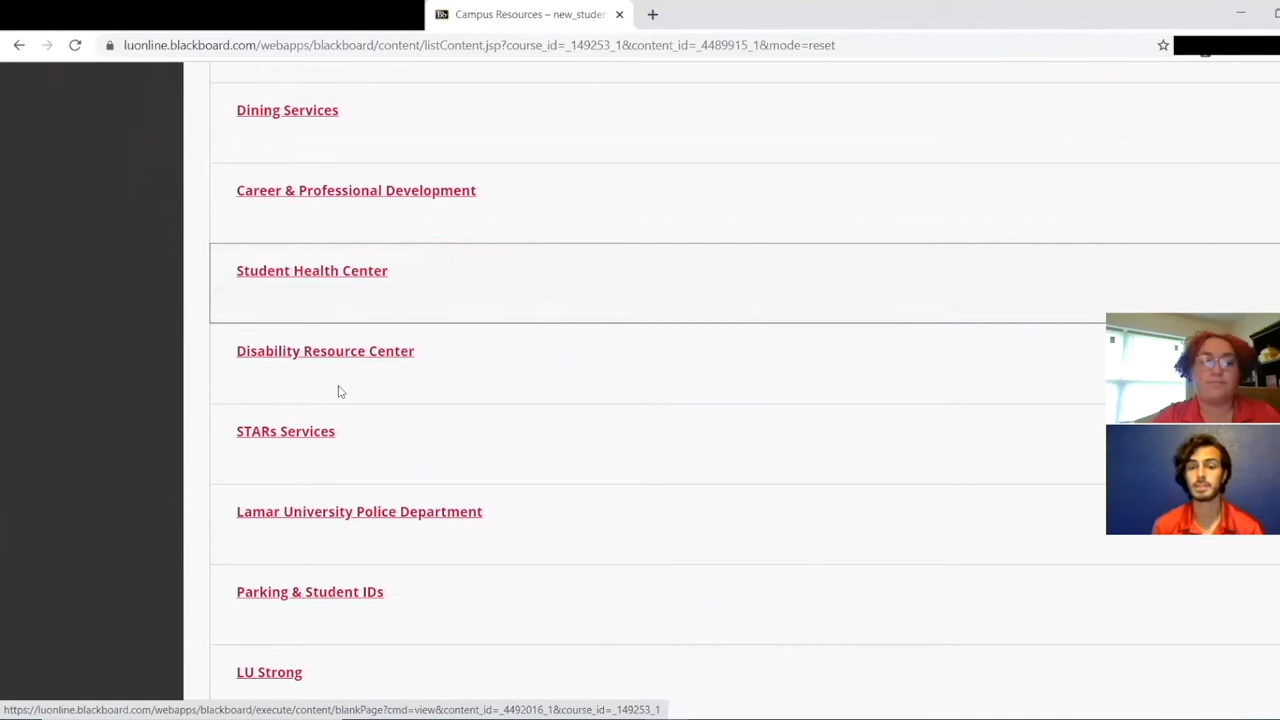 Campus Resources – new_studen
luonline.blackboard.com/webapps/blackboard/content/listContent.jsp?course_id=_149253_1&content_id=_4489915_1&mode=reset
Dining Services
Career & Professional Development
Student Health Center
Disability Resource Center
STARs Services
Lamar University Police Department
Parking & Student IDs
LU Strong
https://luonline.blackboard.com/webapps/blackboard/execute/content/blankPage?cmd=view&content_id=_4492016_1&course_id=_149253_1